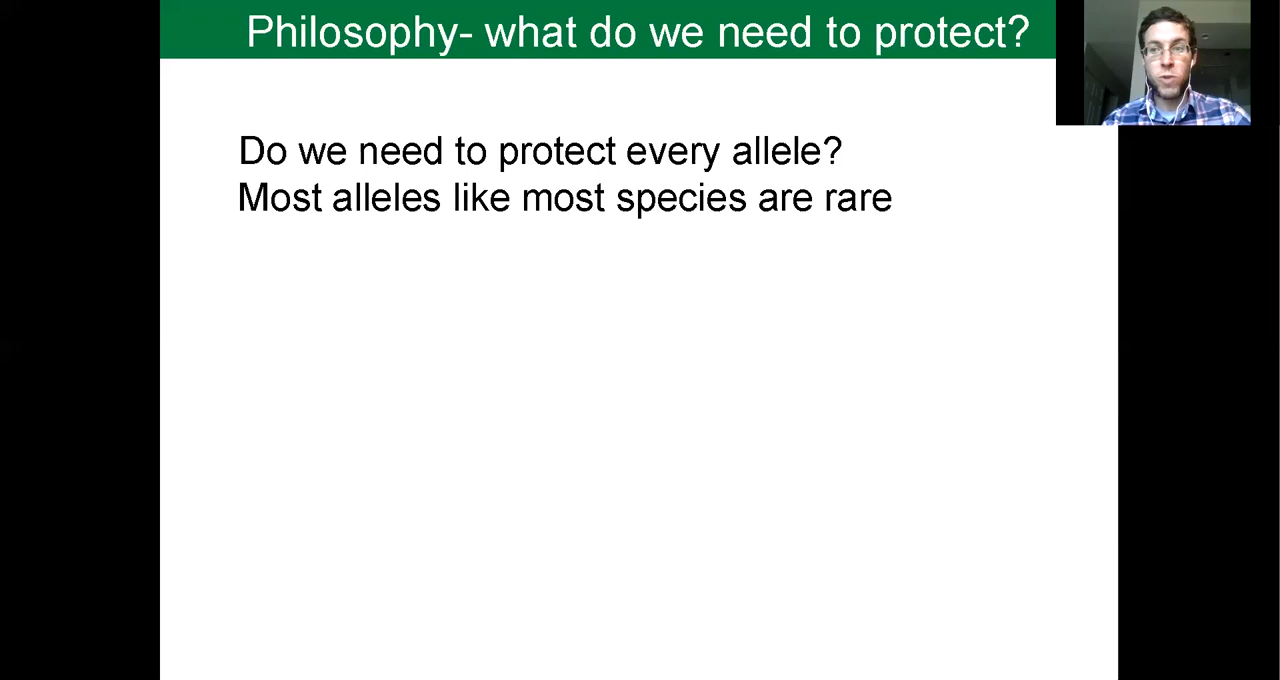 Philosophy- what do we need to protect?
Do we need to protect every allele?
Most alleles like most species are rare